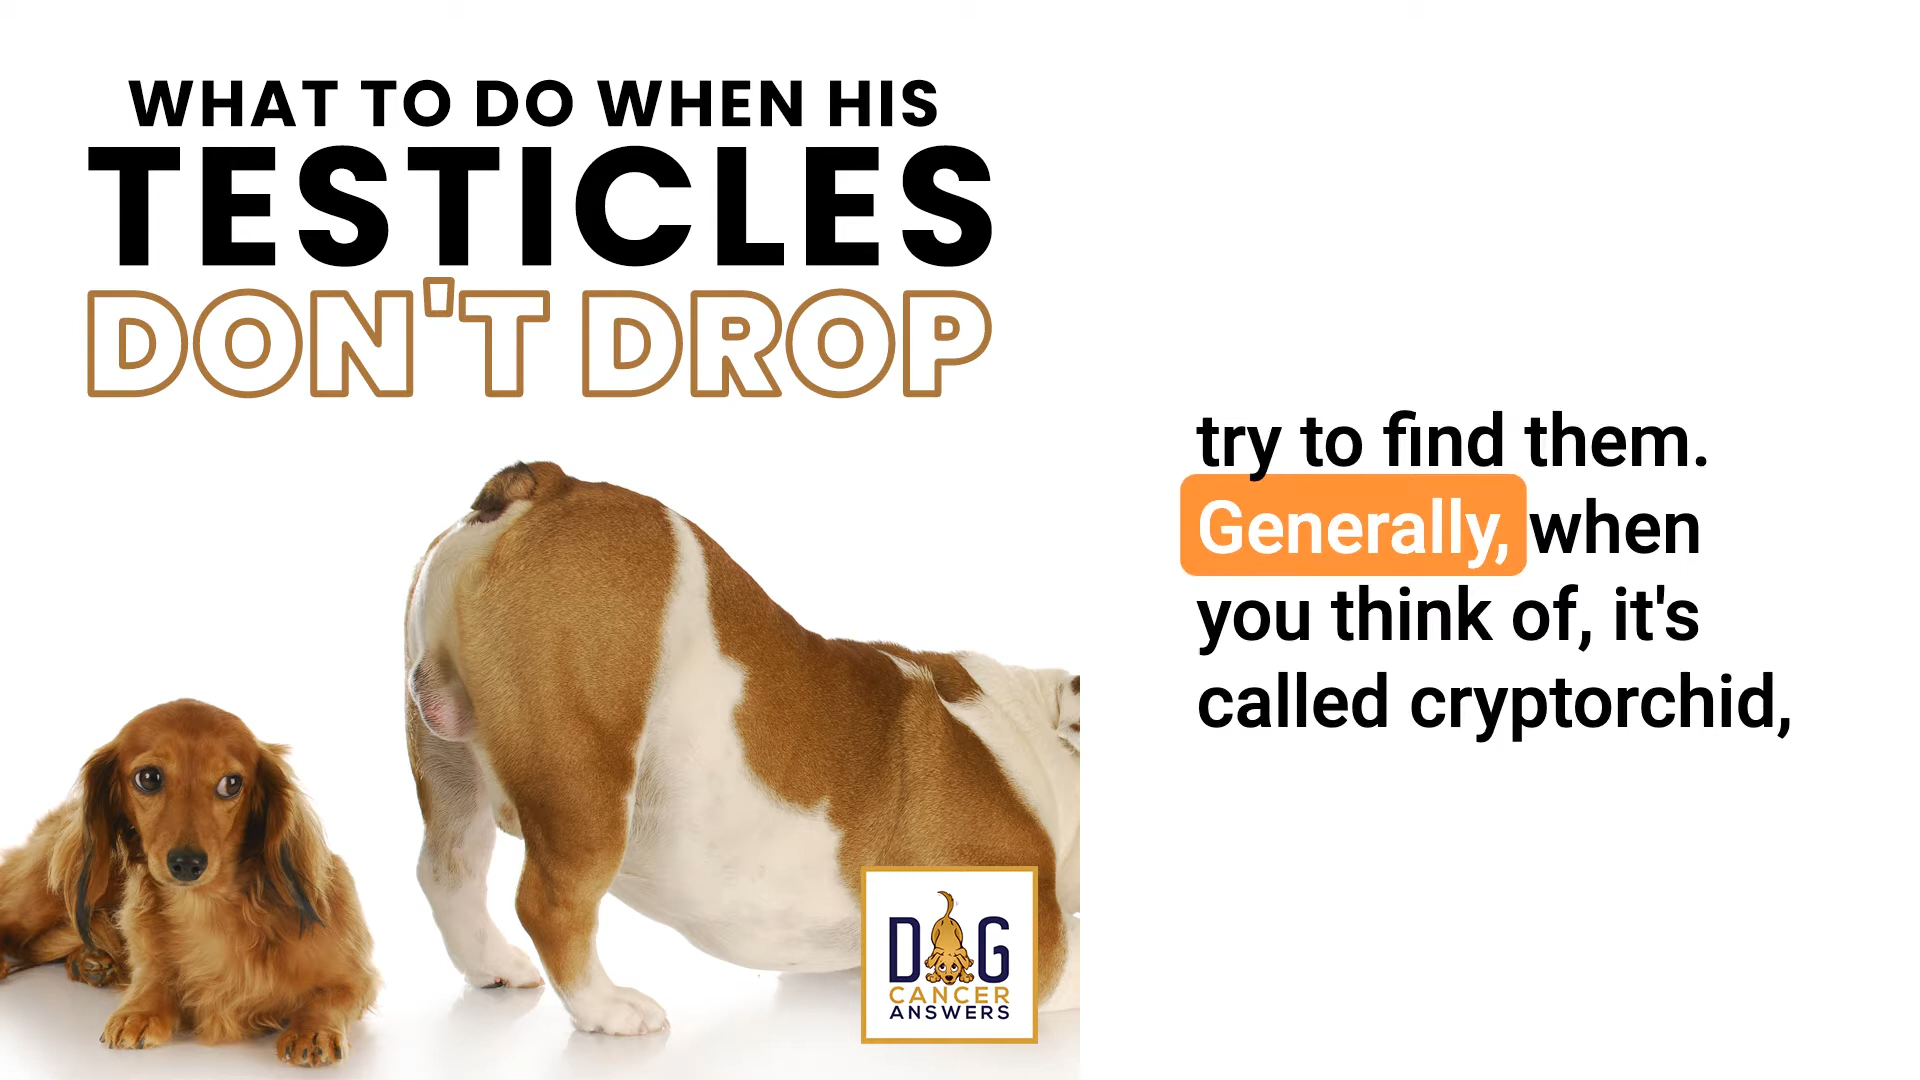 WHAT TO DO WHEN HIS
TESTICLES
DON'T DROP
try to find them.
Generally, when
you think of, it's
called cryptorchid,
DOG
CANCER
ANSWERS